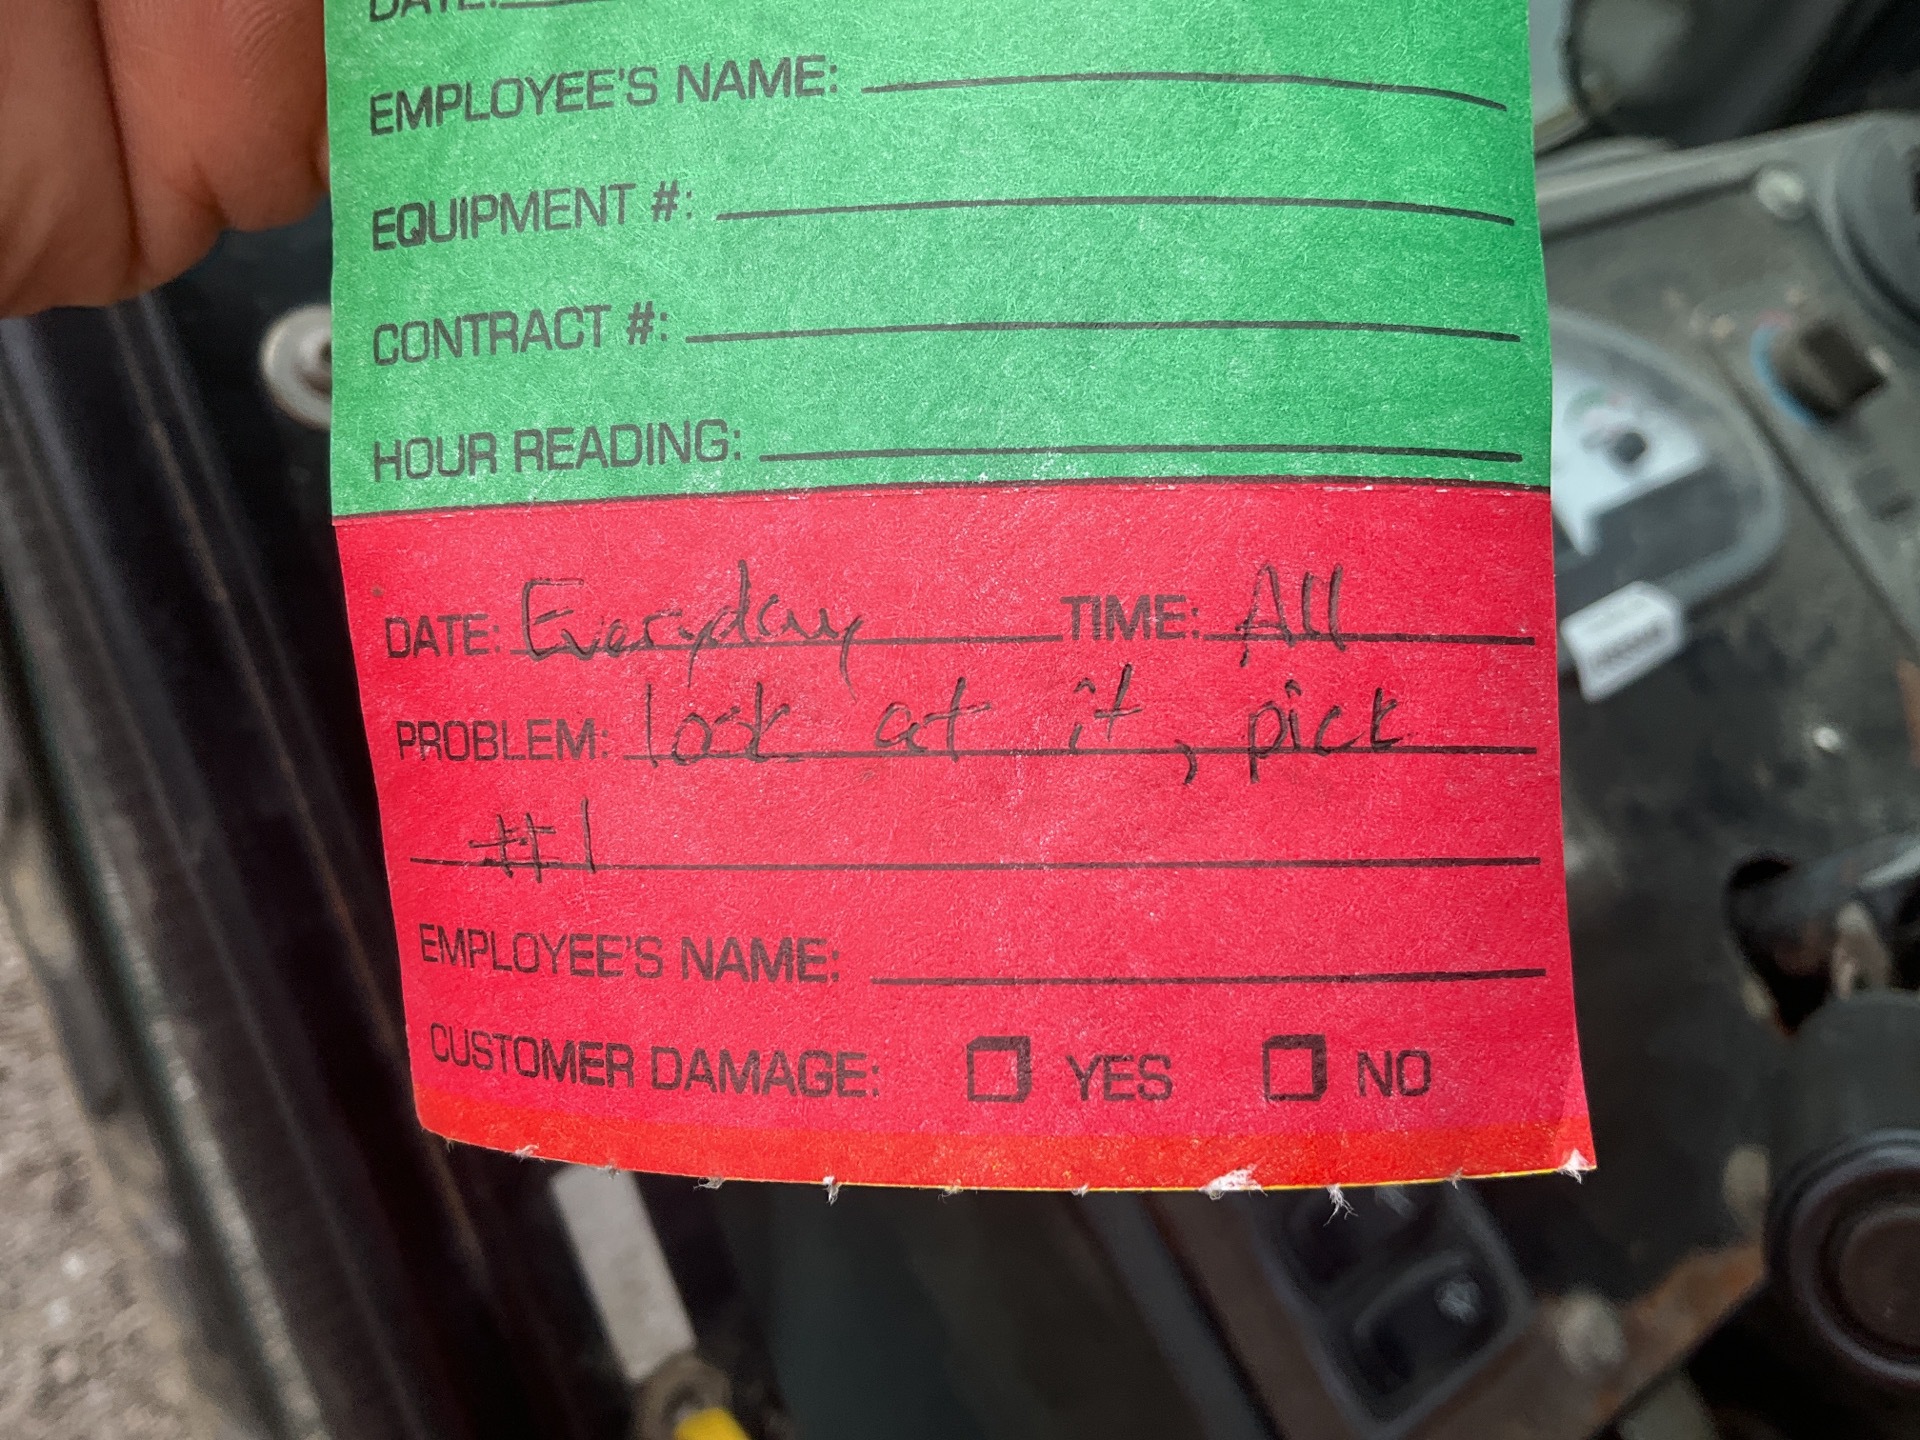 DATE:
EMPLOYEE'S NAME:
EQUIPMENT #:
CONTRACT #:
HOUR READING:
DATE: Everyday TIME: All
PROBLEM: look at it, pick
#1
EMPLOYEE'S NAME:
CUSTOMER DAMAGE: YES NO